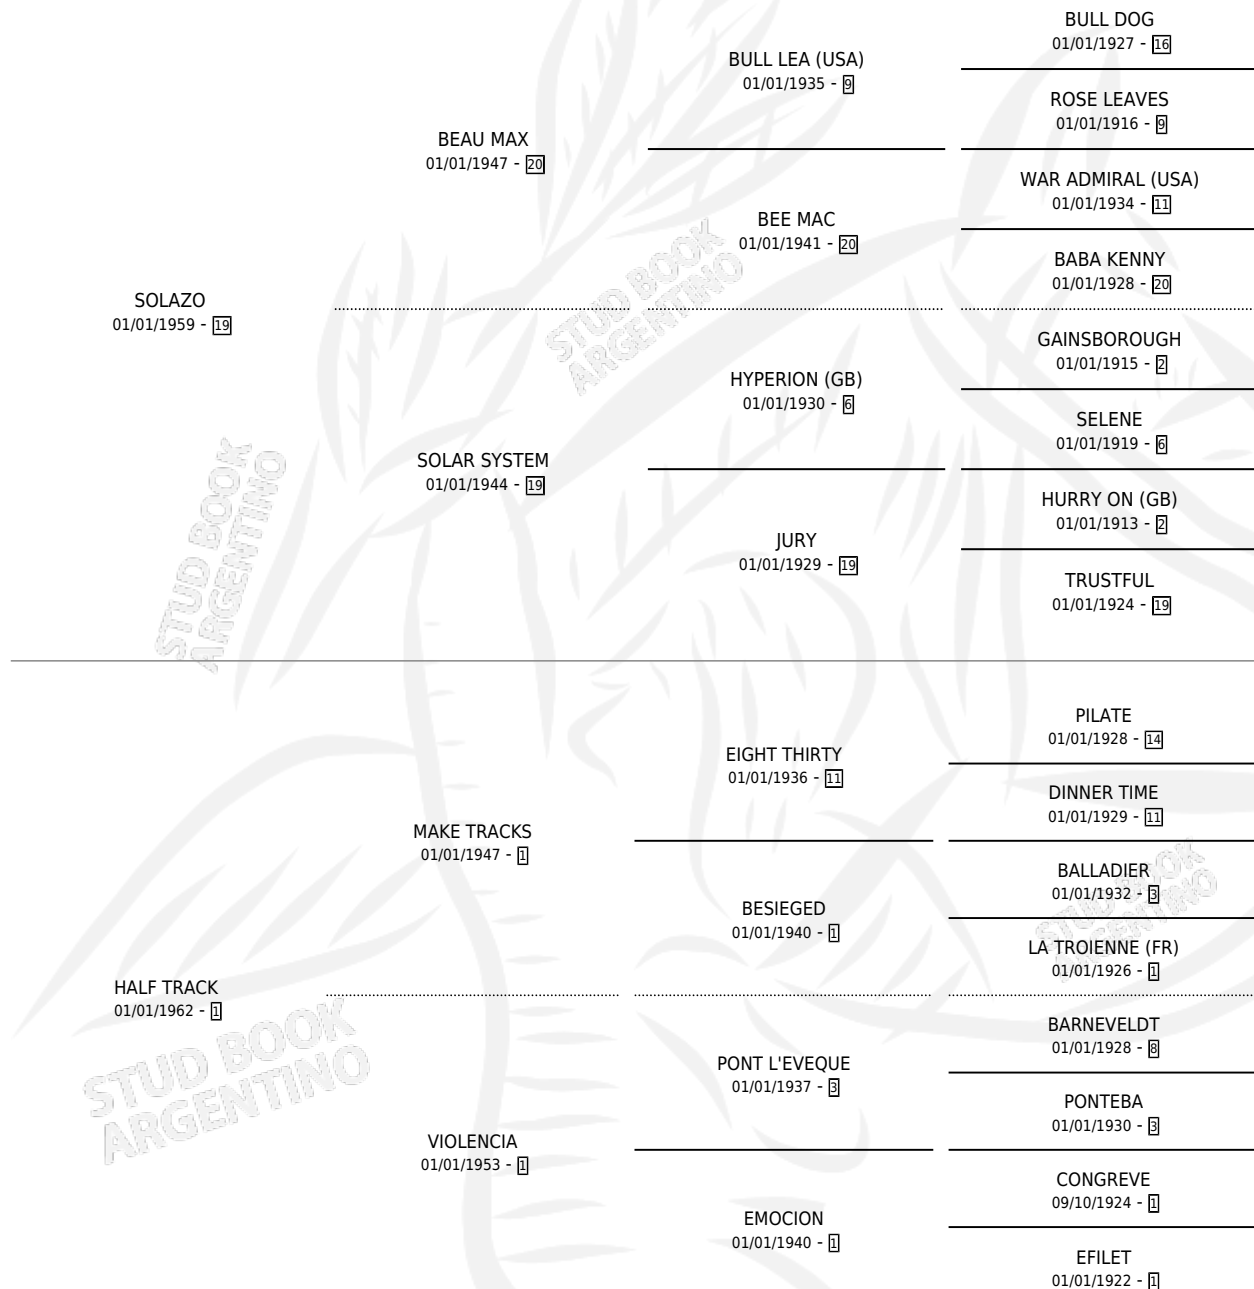 BULL DOG
01/01/1927 - 16
BULL LEA (USA)
01/01/1935 - 9
ROSE LEAVES
01/01/1916 - 9
BEAU MAX
01/01/1947 - 20
WAR ADMIRAL (USA)
01/01/1934 - 11
BEE MAC
01/01/1941 - 20
BABA KENNY
01/01/1928 - 20
SOLAZO
01/01/1959 - 19
GAINSBOROUGH
01/01/1915 - 2
HYPERION (GB)
01/01/1930 - 6
SELENE
01/01/1919 - 6
SOLAR SYSTEM
01/01/1944 - 19
HURRY ON (GB)
01/01/1913 - 2
JURY
01/01/1929 - 19
TRUSTFUL
01/01/1924 - 19
PILATE
01/01/1928 - 14
EIGHT THIRTY
01/01/1936 - 11
DINNER TIME
01/01/1929 - 11
MAKE TRACKS
01/01/1947 - 1
BALLADIER
01/01/1932 - 3
BESIEGED
01/01/1940 - 1
LA TROIENNE (FR)
01/01/1926 - 1
HALF TRACK
01/01/1962 - 1
BARNEVELDT
01/01/1928 - 8
PONT L'EVEQUE
01/01/1937 - 3
PONTEBA
01/01/1930 - 3
VIOLENCIA
01/01/1953 - 1
CONGREVE
09/10/1924 - 1
EMOCION
01/01/1940 - 1
EFILET
01/01/1922 - 1
STUD BOOK
ARGENTINO
STUD BOOK
ARGENTINO
STUD BOOK
ARGENTINO
STUD BOOK
ARGENTINO